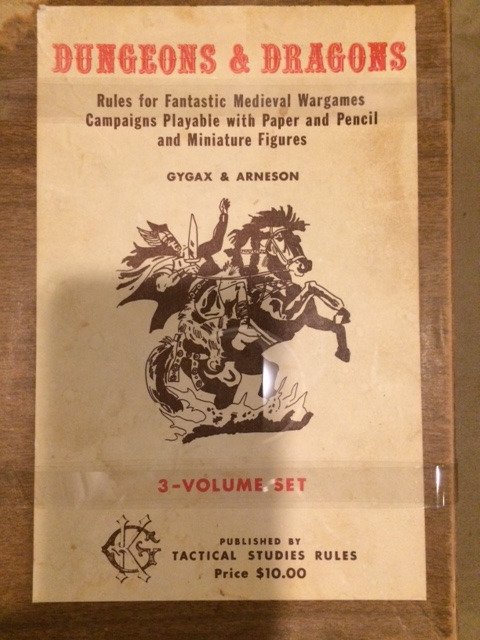 DUNGEONS & DRAGONS
Rules for Fantastic Medieval Wargames
Campaigns Playable with Paper and Pencil
and Miniature Figures
GYGAX & ARNESON
3-VOLUME SET
GK
PUBLISHED BY
TACTICAL STUDIES RULES
Price $10.00